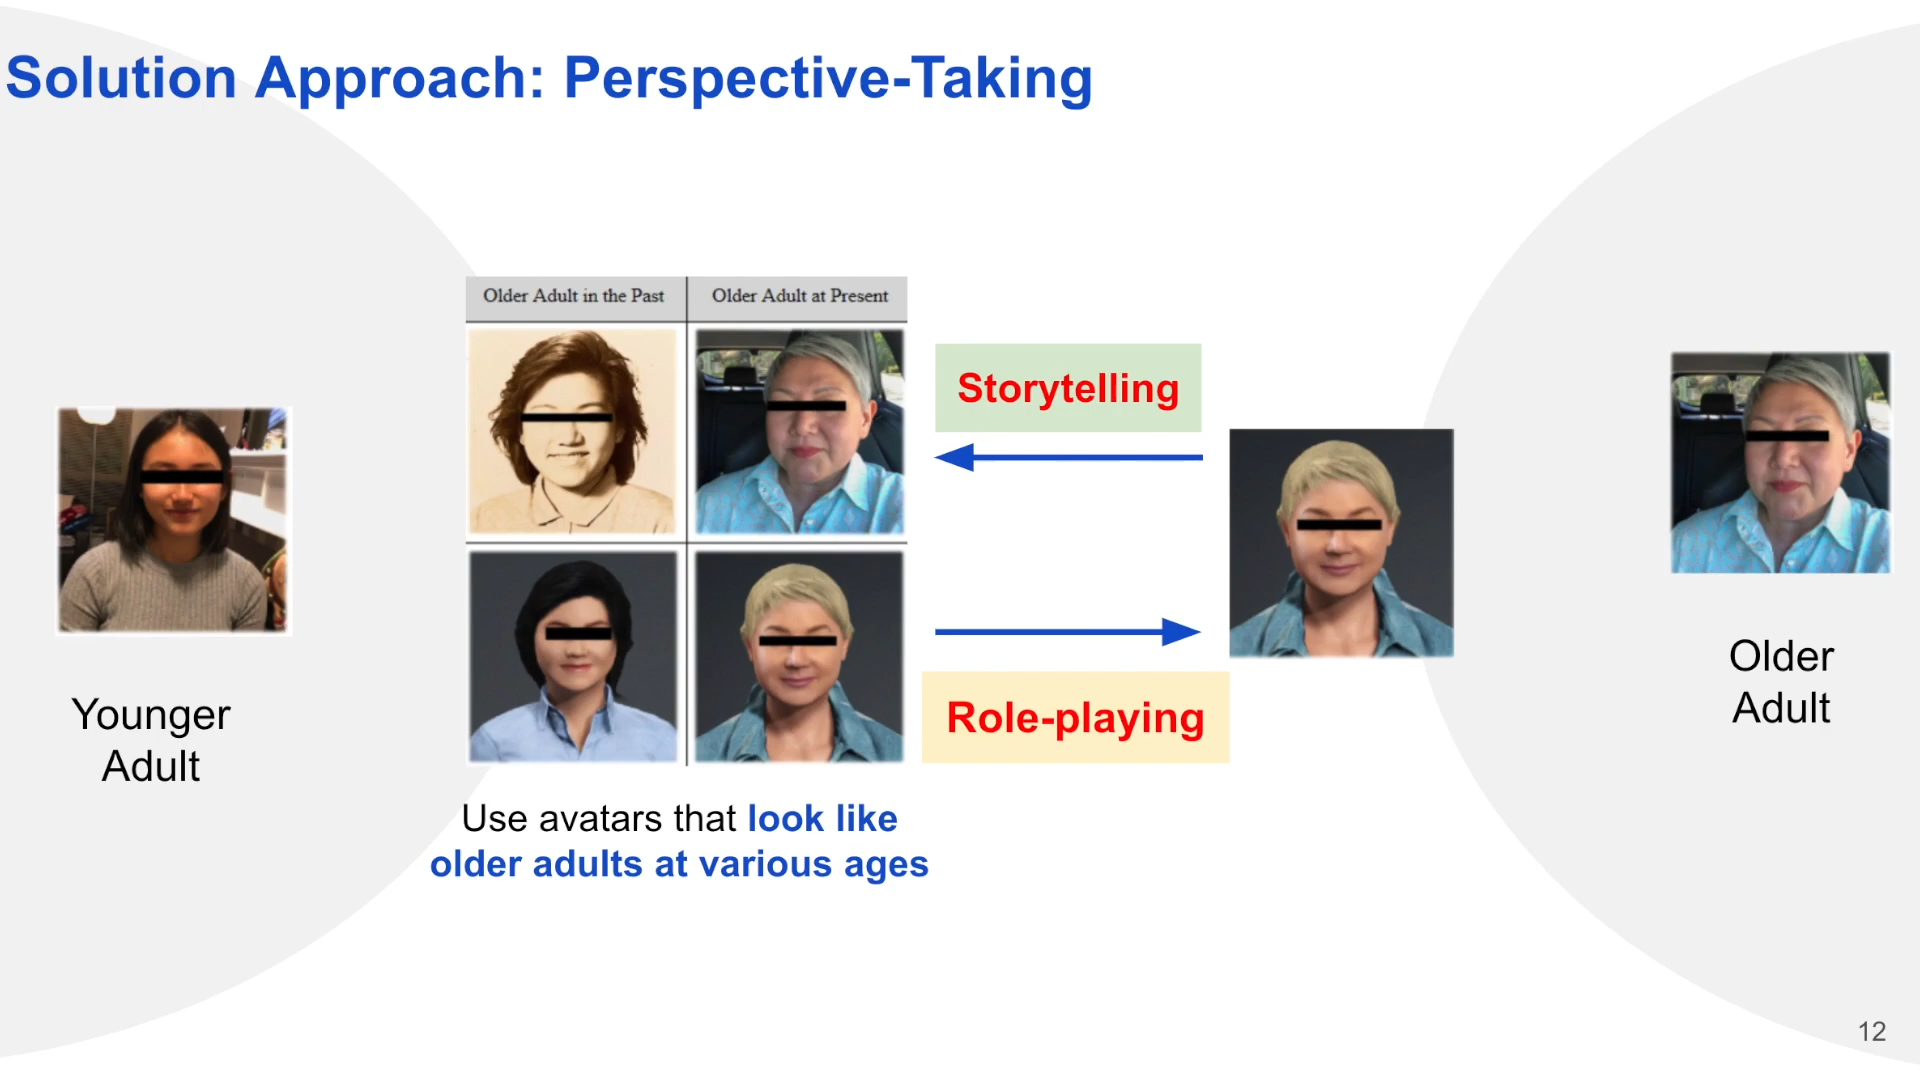 Solution Approach: Perspective-Taking
Older Adult in the Past
Older Adult at Present
Storytelling
Role-playing
Younger
Adult
Older
Adult
Use avatars that look like
older adults at various ages
12